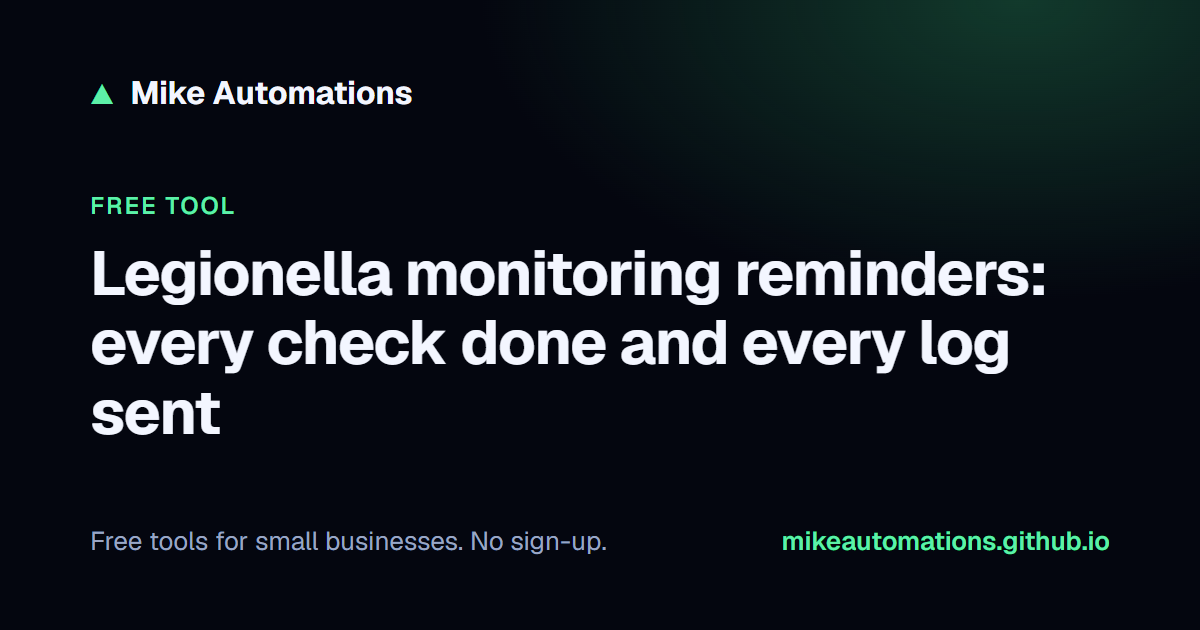 Mike Automations
FREE TOOL
Legionella monitoring reminders:
every check done and every log
sent
Free tools for small businesses. No sign-up.
mikeautomations.github.io